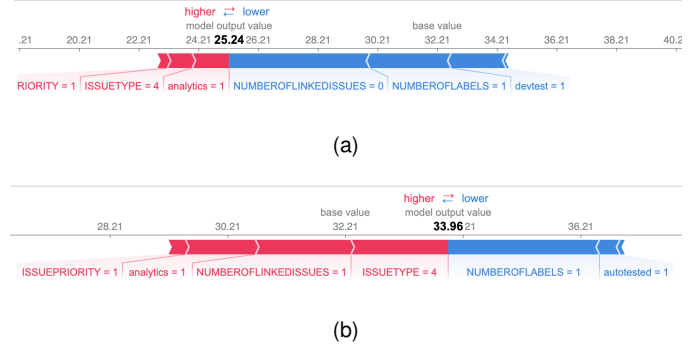 higher ⇄ lower
model output value base value
.21 20.21 22.21 24.21 25.24 26.21 28.21 30.21 32.21 34.21 36.21 38.21 40.2
RIORITY = 1 ISSUETYPE = 4 analytics = 1 NUMBEROFLINKEDISSUES = 0 NUMBEROFLABELS = 1 devtest = 1
(a)
higher ⇄ lower
base value model output value
28.21 30.21 32.21 33.96 .21 36.21
ISSUEPRIORITY = 1 analytics = 1 NUMBEROFLINKEDISSUES = 1 ISSUETYPE = 4 NUMBEROFLABELS = 1 autotested = 1
(b)